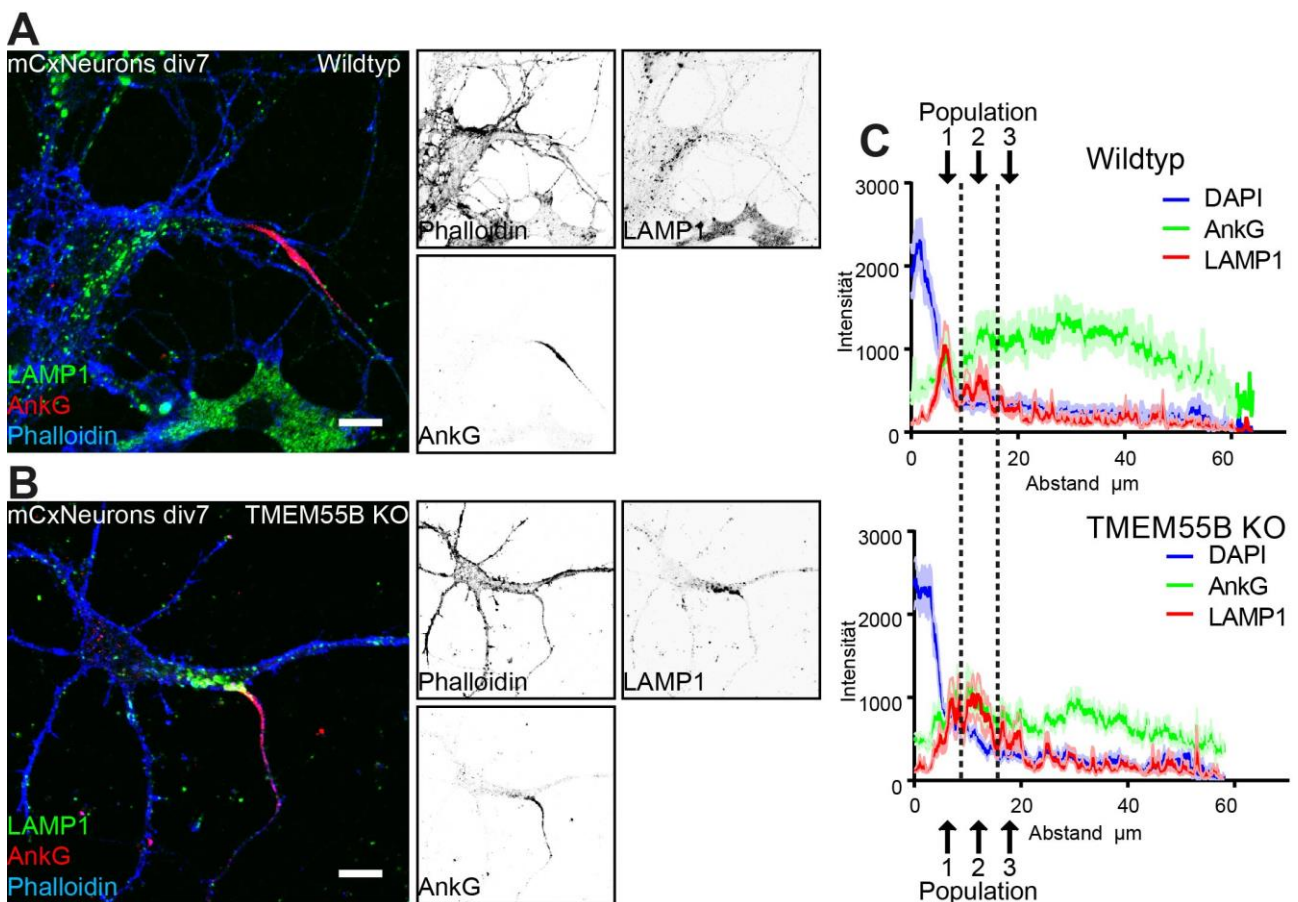 A
mCxNeurons div7 Wildtyp
LAMP1
AnkG
Phalloidin
Phalloidin
LAMP1
AnkG
B
mCxNeurons div7 TMEM55B KO
LAMP1
AnkG
Phalloidin
Phalloidin
LAMP1
AnkG
C
Population
1 2 3
Wildtyp
DAPI
AnkG
LAMP1
3000
2000
1000
0
Intensität
0 20 40 60
Abstand µm
TMEM55B KO
DAPI
AnkG
LAMP1
3000
2000
1000
0
Intensität
0 20 40 60
Abstand µm
1 2 3
Population